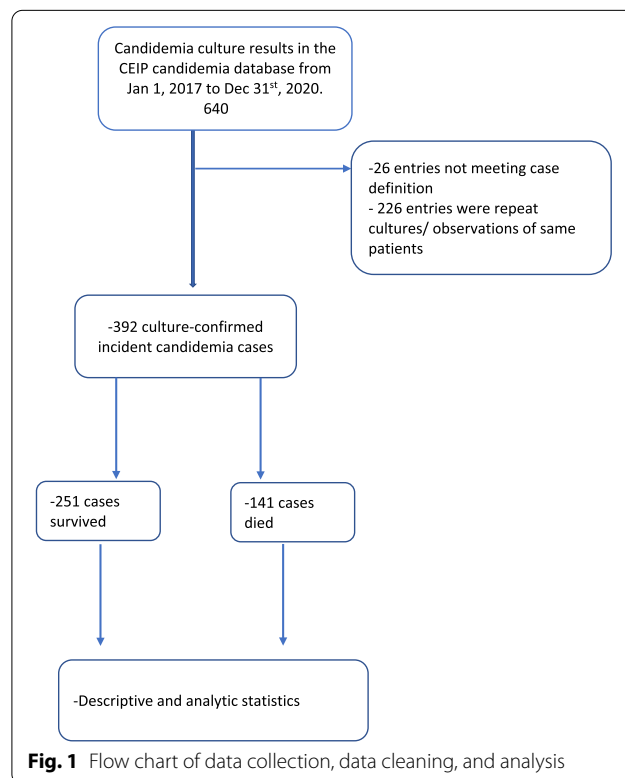 Candidemia culture results in the
CEIP candidemia database from
Jan 1, 2017 to Dec 31st, 2020.
640
-26 entries not meeting case
definition
- 226 entries were repeat
cultures/ observations of same
patients
-392 culture-confirmed
incident candidemia cases
-251 cases
survived
-141 cases
died
-Descriptive and analytic statistics
Fig. 1 Flow chart of data collection, data cleaning, and analysis